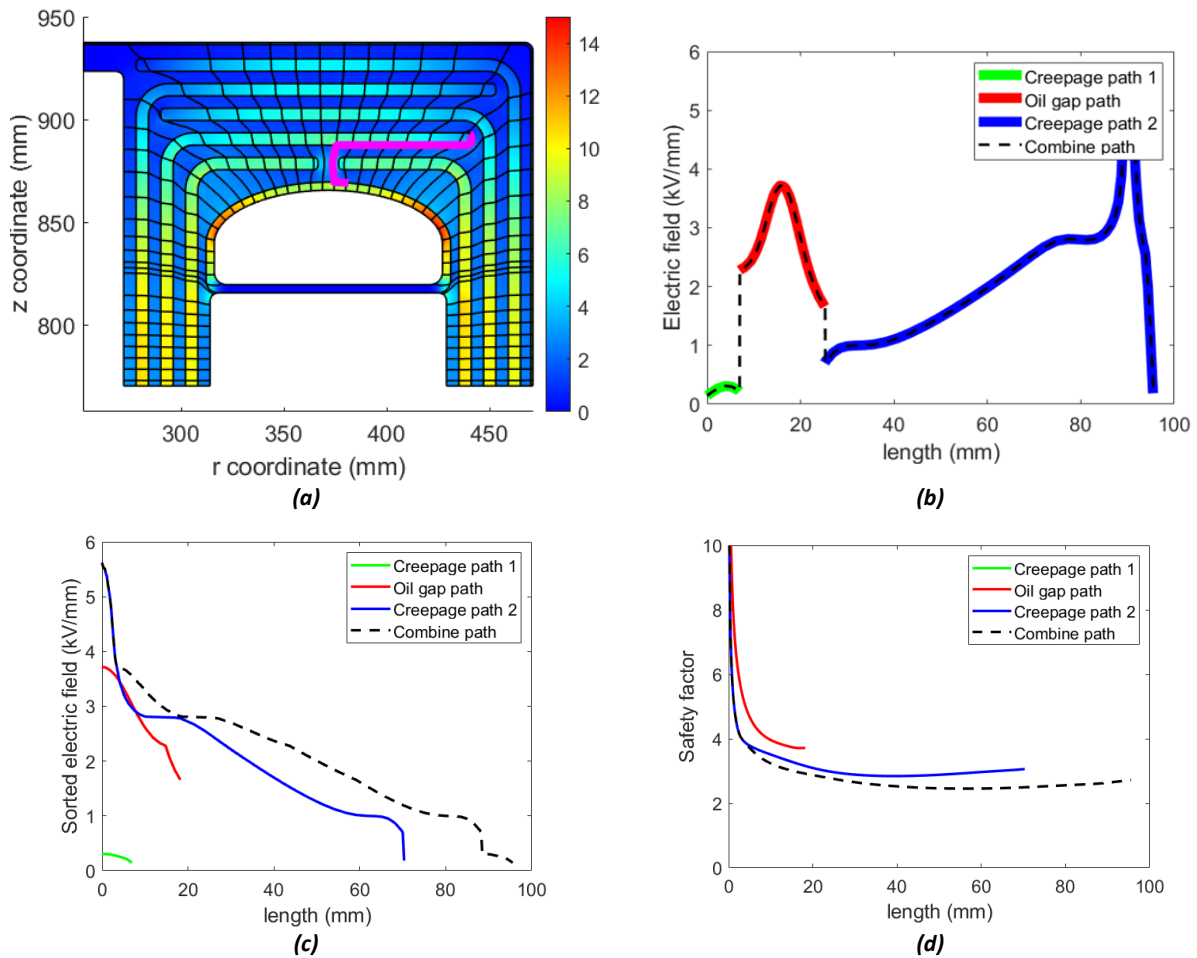 950
900
850
800
z coordinate (mm)
300
350
400
450
r coordinate (mm)
14
12
10
8
6
4
2
0
(a)
6
5
4
3
2
1
0
Electric field (kV/mm)
0
20
40
60
80
100
length (mm)
Creepage path 1
Oil gap path
Creepage path 2
Combine path
(b)
6
5
4
3
2
1
0
Sorted electric field (kV/mm)
0
20
40
60
80
100
length (mm)
Creepage path 1
Oil gap path
Creepage path 2
Combine path
(c)
10
8
6
4
2
0
Safety factor
0
20
40
60
80
100
length (mm)
Creepage path 1
Oil gap path
Creepage path 2
Combine path
(d)